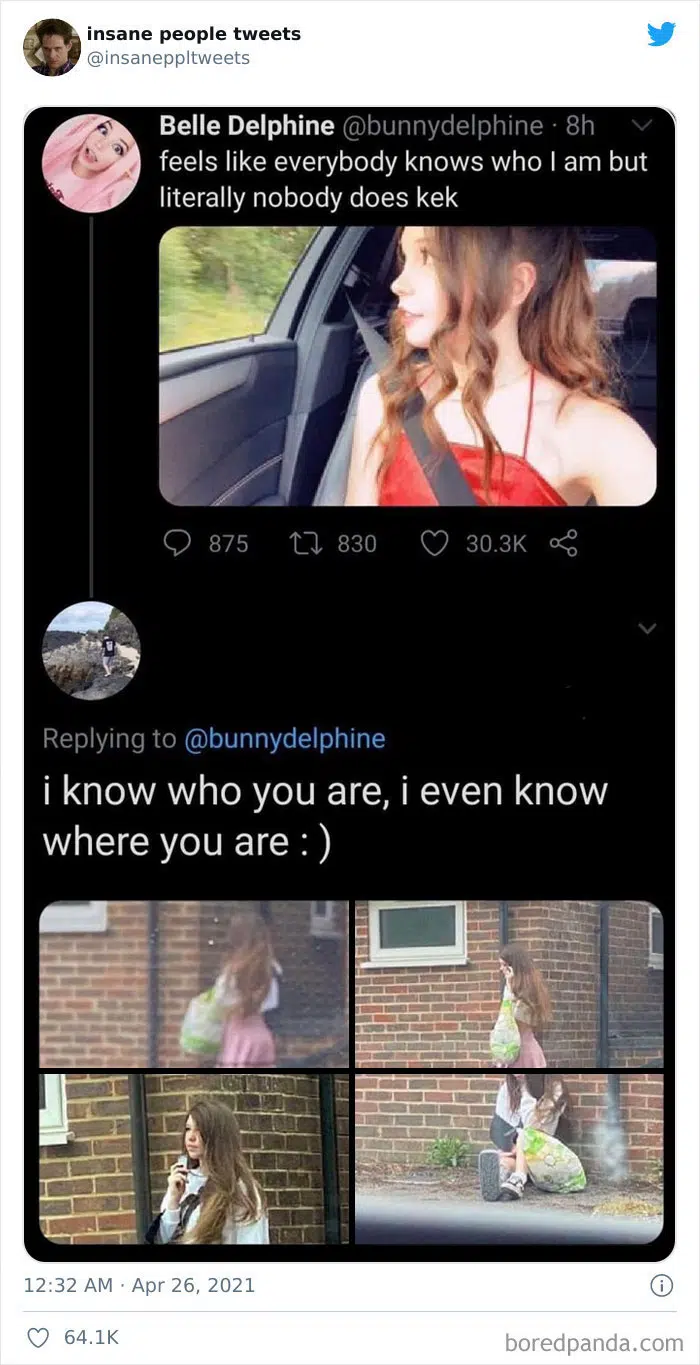 insane people tweets
@insaneppltweets
Belle Delphine @bunnydelphine · 8h
feels like everybody knows who I am but
literally nobody does kek
875 830 30.3K
Replying to @bunnydelphine
i know who you are, i even know
where you are : )
12:32 AM · Apr 26, 2021
64.1K
boredpanda.com